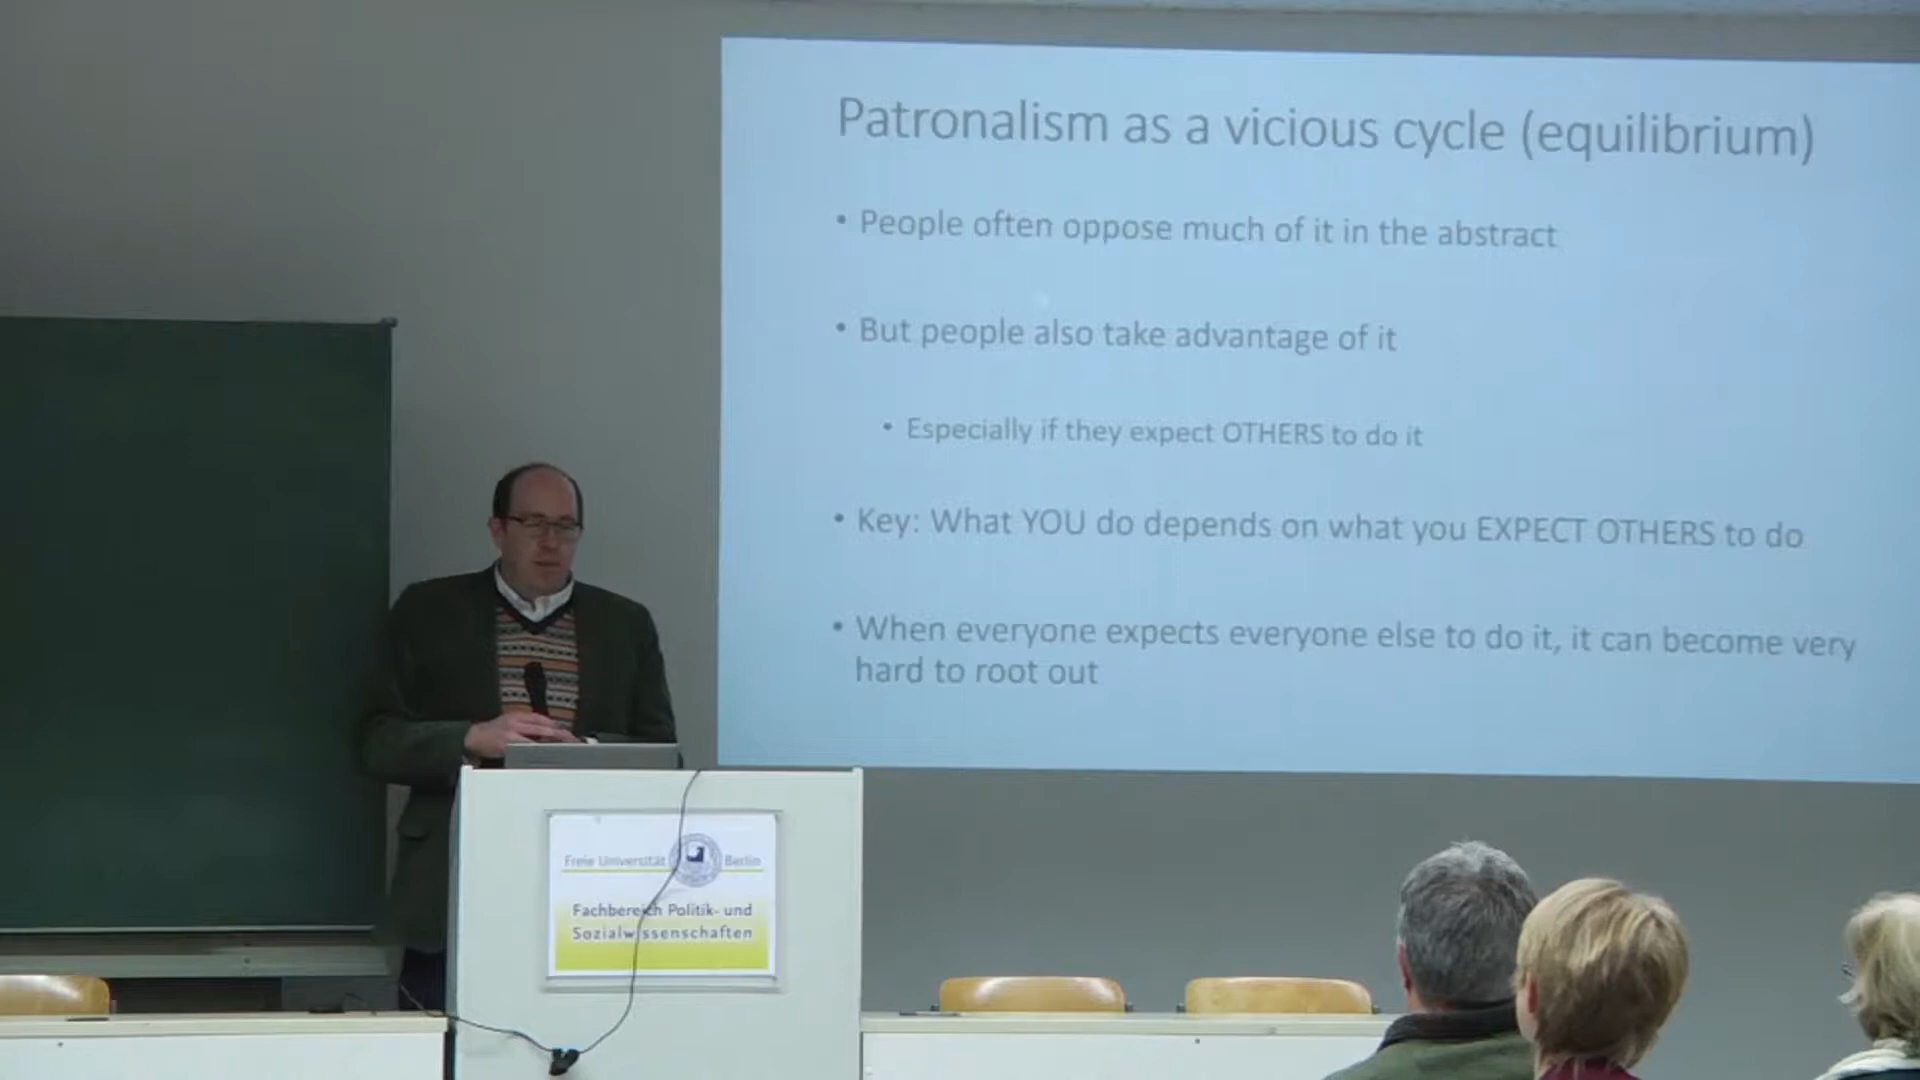 Patronalism as a vicious cycle (equilibrium)
• People often oppose much of it in the abstract
• But people also take advantage of it
• Especially if they expect OTHERS to do it
• Key: What YOU do depends on what you EXPECT OTHERS to do
• When everyone expects everyone else to do it, it can become very
hard to root out
Freie Universität Berlin
Fachbereich Politik- und
Sozialwissenschaften